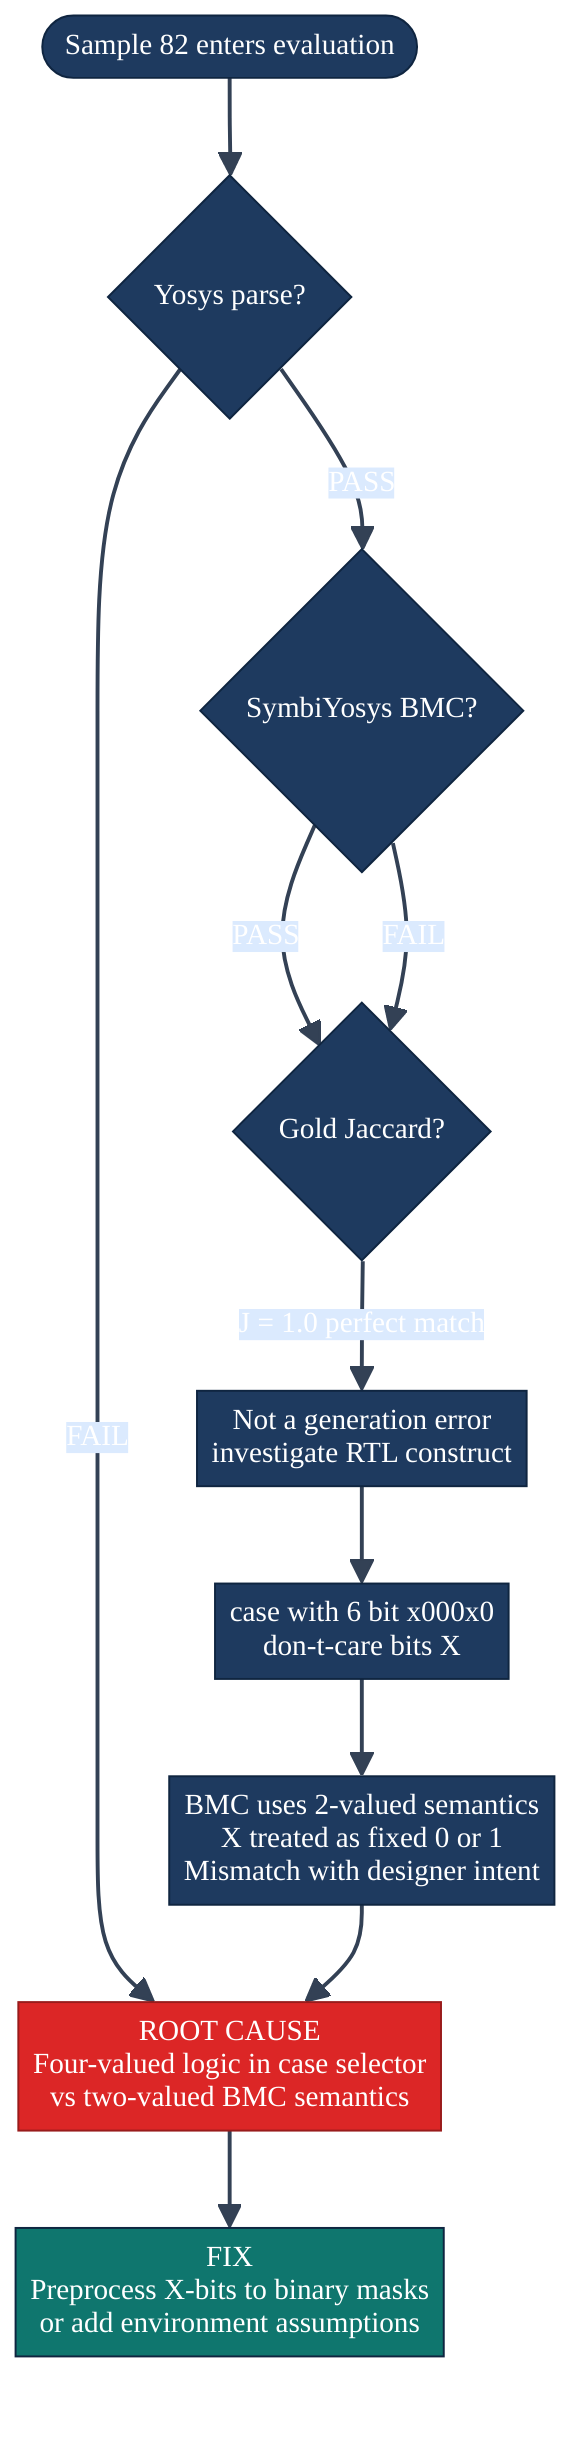 Sample 82 enters evaluation
Yosys parse?
PASS
SymbiYosys BMC?
PASS
FAIL
Gold Jaccard?
J = 1.0 perfect match
Not a generation error
investigate RTL construct
FAIL
case with 6 bit x000x0
don-t-care bits X
BMC uses 2-valued semantics
X treated as fixed 0 or 1
Mismatch with designer intent
ROOT CAUSE
Four-valued logic in case selector
vs two-valued BMC semantics
FIX
Preprocess X-bits to binary masks
or add environment assumptions